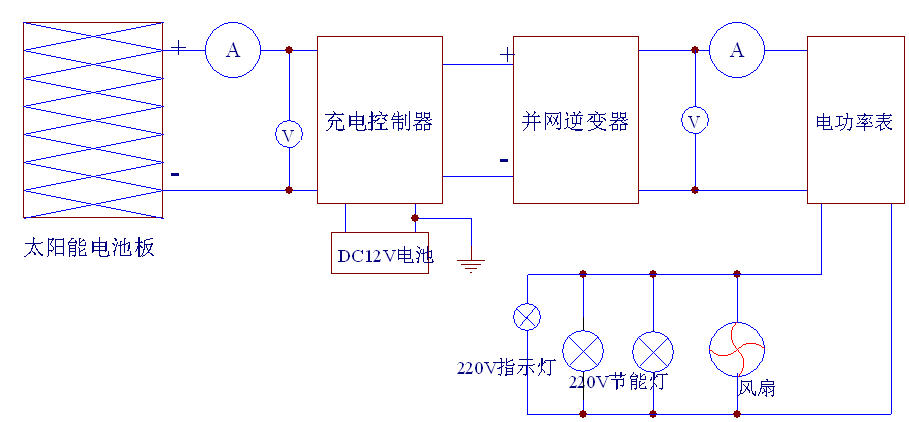 +
A
V
-
充电控制器
+
-
并网逆变器
A
V
电功率表
太阳能电池板
DC12V电池
220V指示灯
220V节能灯
风扇